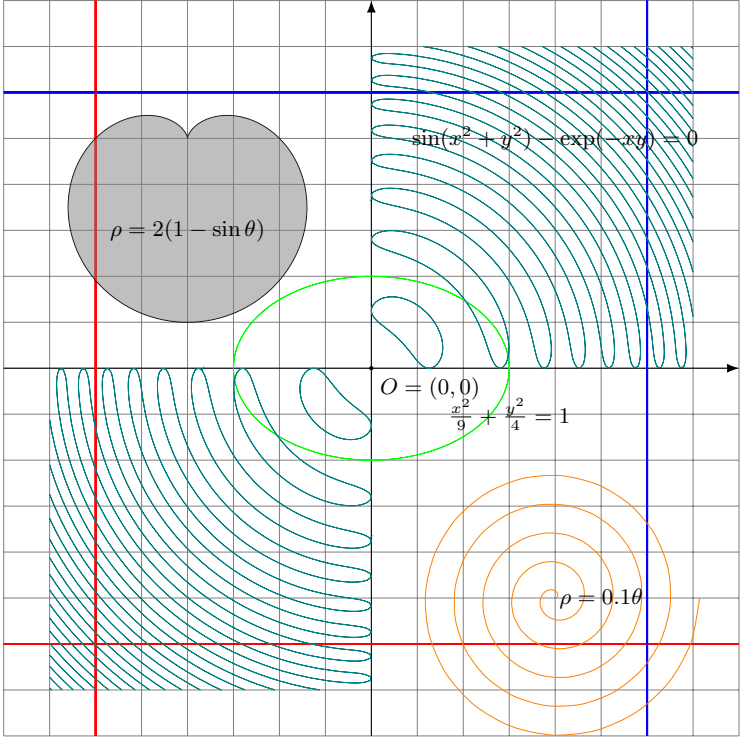 sin(x² + y²) − exp(−xy) = 0
ρ = 2(1 − sin θ)
O = (0, 0)
x²/9 + y²/4 = 1
ρ = 0.1θ